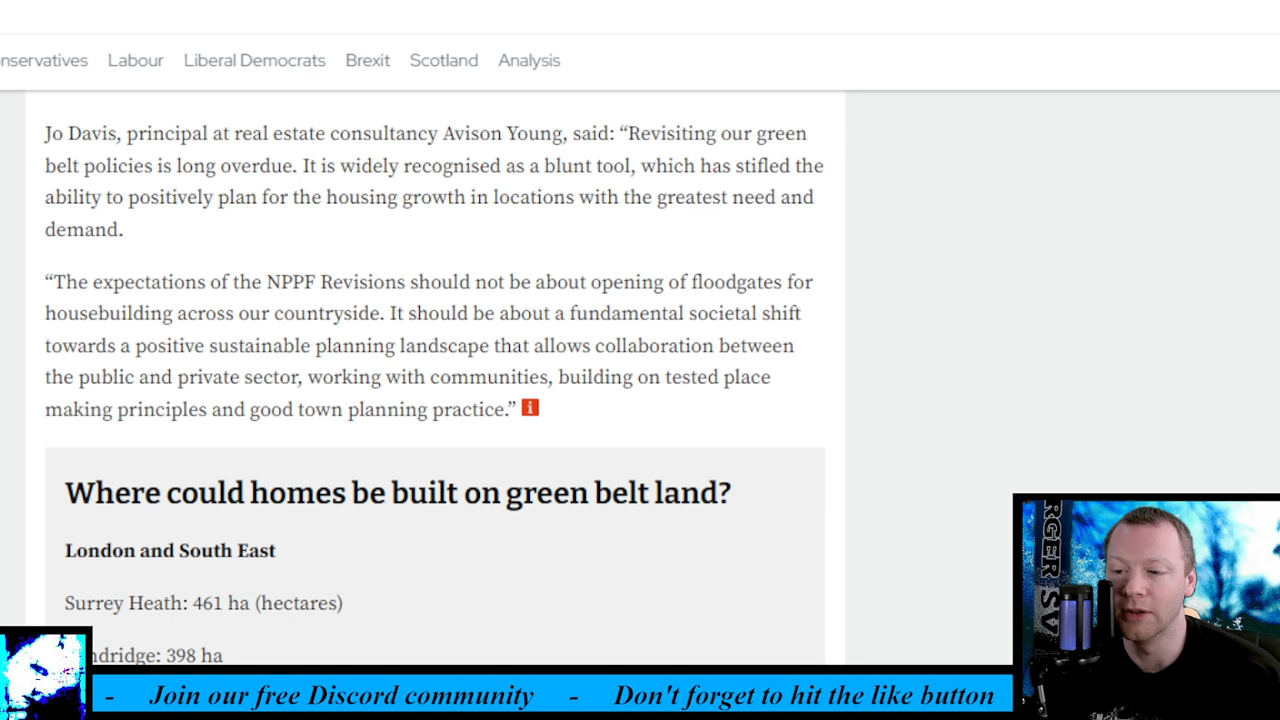 nservatives Labour Liberal Democrats Brexit Scotland Analysis
Jo Davis, principal at real estate consultancy Avison Young, said: “Revisiting our green
belt policies is long overdue. It is widely recognised as a blunt tool, which has stifled the
ability to positively plan for the housing growth in locations with the greatest need and
demand.
“The expectations of the NPPF Revisions should not be about opening of floodgates for
housebuilding across our countryside. It should be about a fundamental societal shift
towards a positive sustainable planning landscape that allows collaboration between
the public and private sector, working with communities, building on tested place
making principles and good town planning practice.” i
Where could homes be built on green belt land?
London and South East
Surrey Heath: 461 ha (hectares)
ndridge: 398 ha
- Join our free Discord community - Don't forget to hit the like button